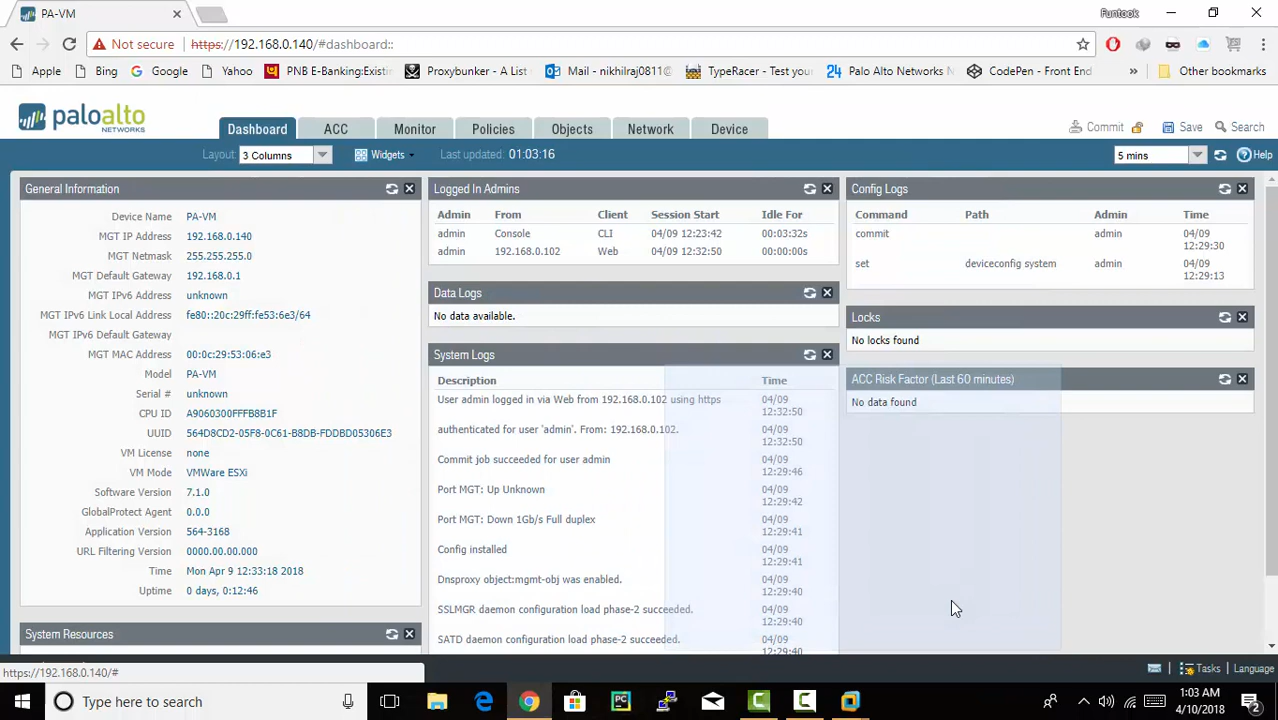 PA-VM
Funtook
Not secure https://192.168.0.140/#dashboard::
Apple Bing Google Yahoo PNB E-Banking:Existin Proxybunker - A List Mail - nikhilraj0811@ TypeRacer - Test your 24 Palo Alto Networks N CodePen - Front End » Other bookmarks
paloalto
NETWORKS
Dashboard ACC Monitor Policies Objects Network Device
Commit Save Search
Layout: 3 Columns Widgets Last updated: 01:03:16 5 mins Help
General Information
Device Name PA-VM
MGT IP Address 192.168.0.140
MGT Netmask 255.255.255.0
MGT Default Gateway 192.168.0.1
MGT IPv6 Address unknown
MGT IPv6 Link Local Address fe80::20c:29ff:fe53:6e3/64
MGT IPv6 Default Gateway
MGT MAC Address 00:0c:29:53:06:e3
Model PA-VM
Serial # unknown
CPU ID A9060300FFFB8B1F
UUID 564D8CD2-05F8-0C61-B8DB-FDDBD05306E3
VM License none
VM Mode VMWare ESXi
Software Version 7.1.0
GlobalProtect Agent 0.0.0
Application Version 564-3168
URL Filtering Version 0000.00.00.000
Time Mon Apr 9 12:33:18 2018
Uptime 0 days, 0:12:46
System Resources
Logged In Admins
Admin From Client Session Start Idle For
admin Console CLI 04/09 12:23:42 00:03:32s
admin 192.168.0.102 Web 04/09 12:32:50 00:00:00s
Data Logs
No data available.
System Logs
Description Time
User admin logged in via Web from 192.168.0.102 using https 04/09
12:32:50
authenticated for user 'admin'. From: 192.168.0.102. 04/09
12:32:50
Commit job succeeded for user admin 04/09
12:29:46
Port MGT: Up Unknown 04/09
12:29:42
Port MGT: Down 1Gb/s Full duplex 04/09
12:29:41
Config installed 04/09
12:29:41
Dnsproxy object:mgmt-obj was enabled. 04/09
12:29:40
SSLMGR daemon configuration load phase-2 succeeded. 04/09
12:29:40
SATD daemon configuration load phase-2 succeeded. 04/09
12:29:40
Config Logs
Command Path Admin Time
commit admin 04/09
12:29:30
set deviceconfig system admin 04/09
12:29:13
Locks
No locks found
ACC Risk Factor (Last 60 minutes)
No data found
https://192.168.0.140/#
Tasks Language
Type here to search
1:03 AM
4/10/2018
2